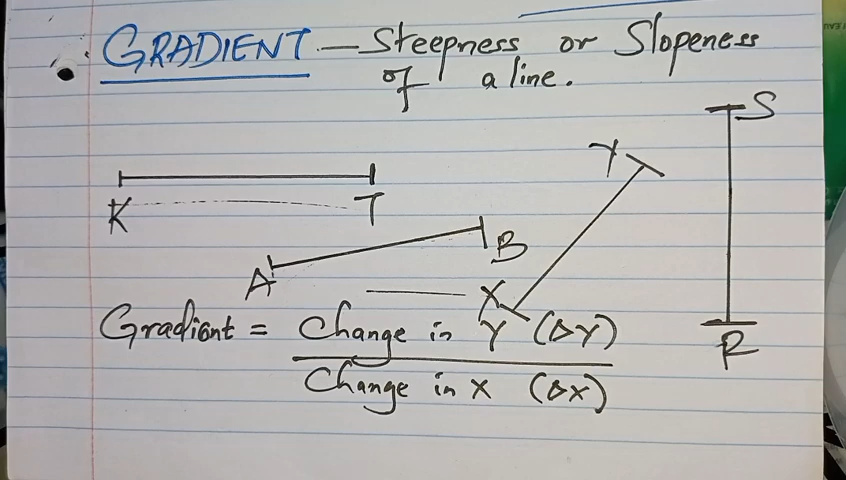 GRADIENT — Steepness or Slopeness
of a line.
S
Y
K T
B
A
X
R
Gradient = Change in Y (ΔY)
Change in X (ΔX)